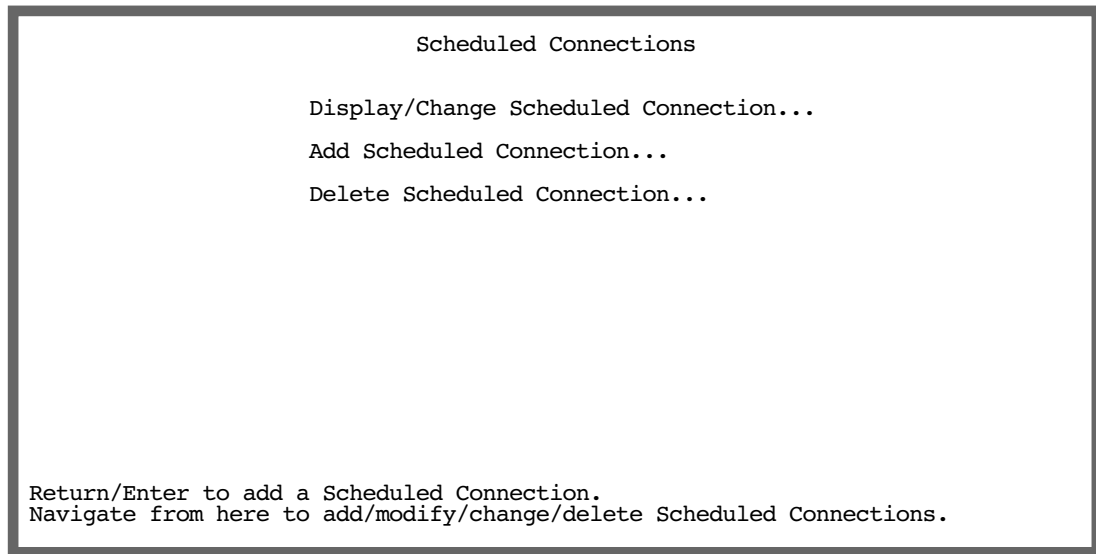 Scheduled Connections
Display/Change Scheduled Connection...
Add Scheduled Connection...
Delete Scheduled Connection...
Return/Enter to add a Scheduled Connection.
Navigate from here to add/modify/change/delete Scheduled Connections.